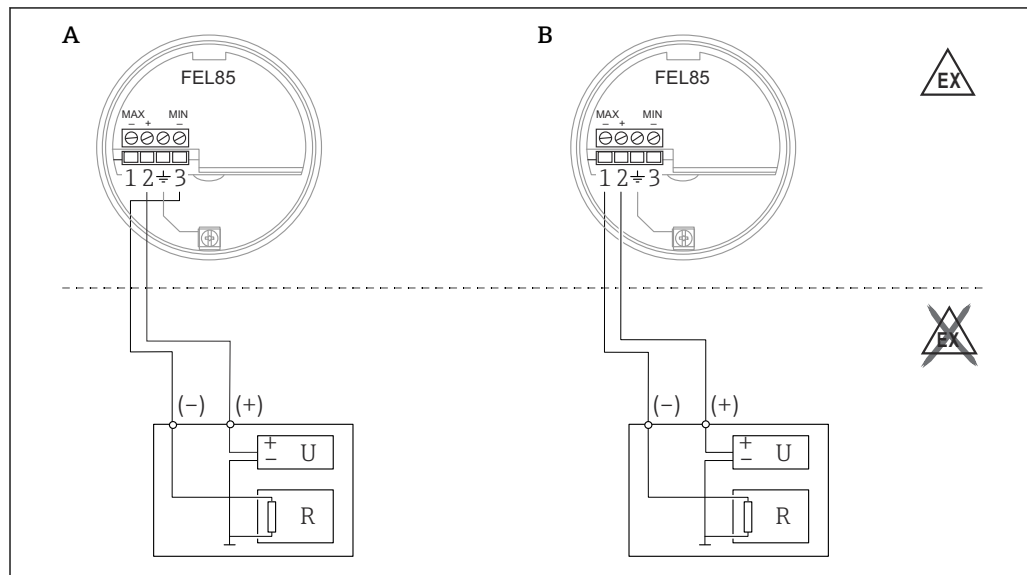 A
B
FEL85
FEL85
EX
MAX MIN
– + –
MAX MIN
– + –
1 2 3
1 2 3
EX
(–) (+)
(–) (+)
+
– U
+
– U
R
R